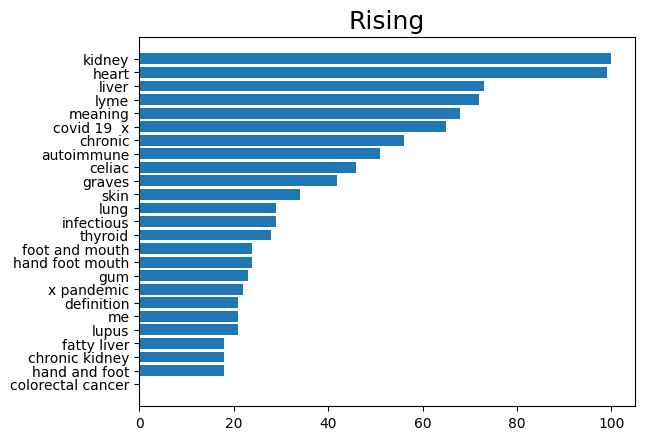 Rising
kidney
heart
liver
lyme
meaning
covid 19  x
chronic
autoimmune
celiac
graves
skin
lung
infectious
thyroid
foot and mouth
hand foot mouth
gum
x pandemic
definition
me
lupus
fatty liver
chronic kidney
hand and foot
colorectal cancer
0 20 40 60 80 100